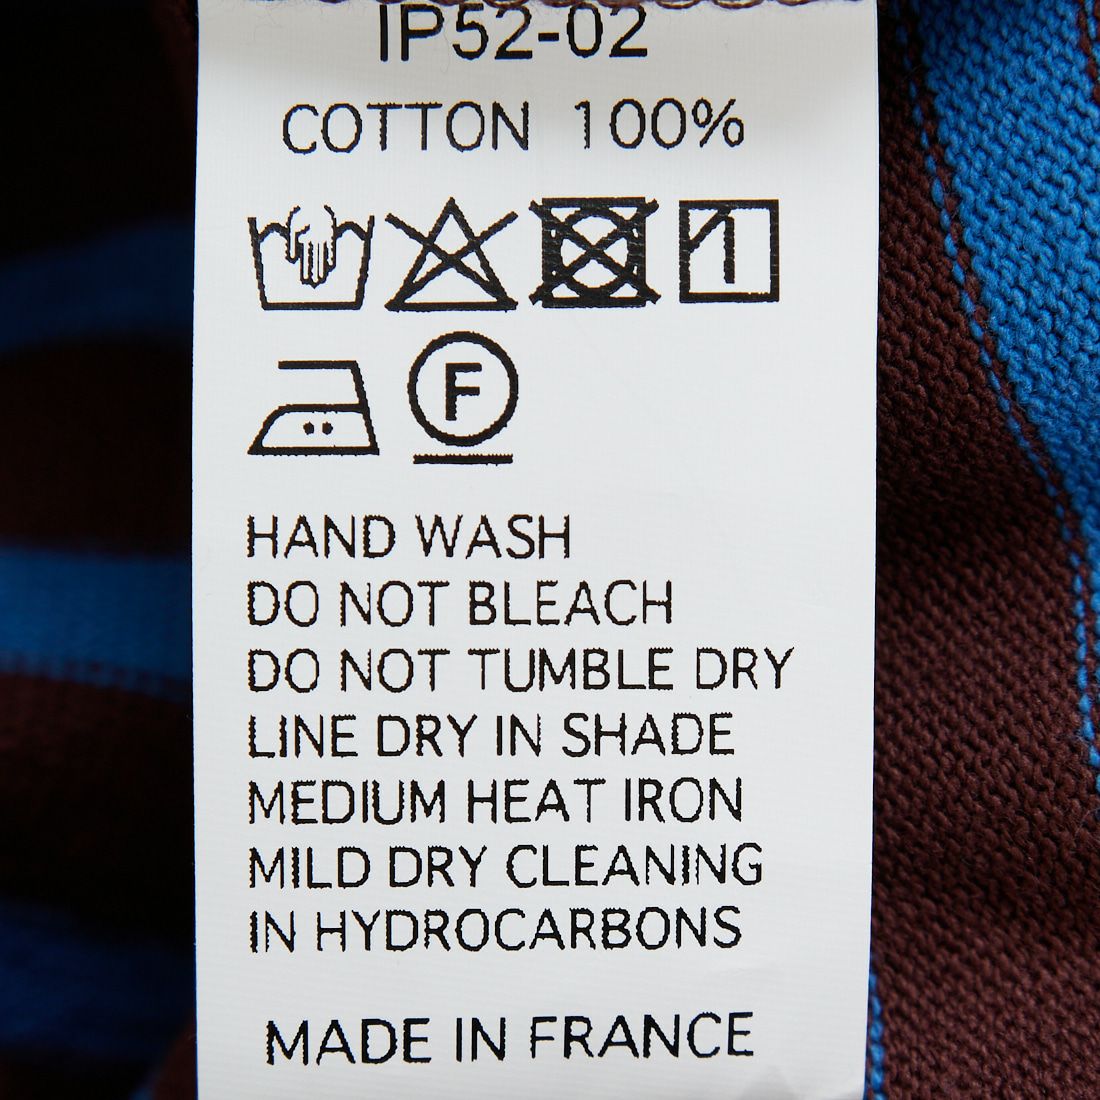 IP52-02
COTTON 100%
F
HAND WASH
DO NOT BLEACH
DO NOT TUMBLE DRY
LINE DRY IN SHADE
MEDIUM HEAT IRON
MILD DRY CLEANING
IN HYDROCARBONS
MADE IN FRANCE